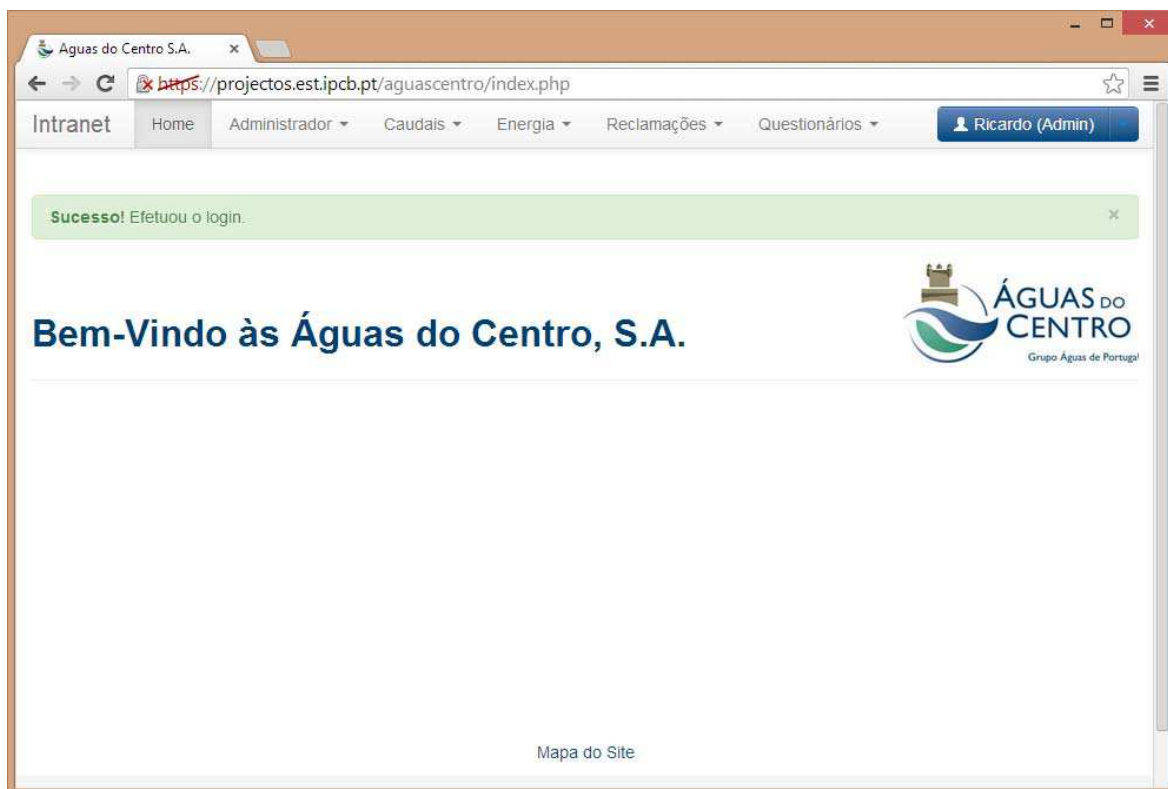 Aguas do Centro S.A.
https://projectos.est.ipcb.pt/aguascentro/index.php
Intranet Home Administrador Caudais Energia Reclamações Questionários Ricardo (Admin)
Sucesso! Efetuou o login.
ÁGUAS DO
CENTRO
Grupo Águas de Portugal
Bem-Vindo às Águas do Centro, S.A.
Mapa do Site